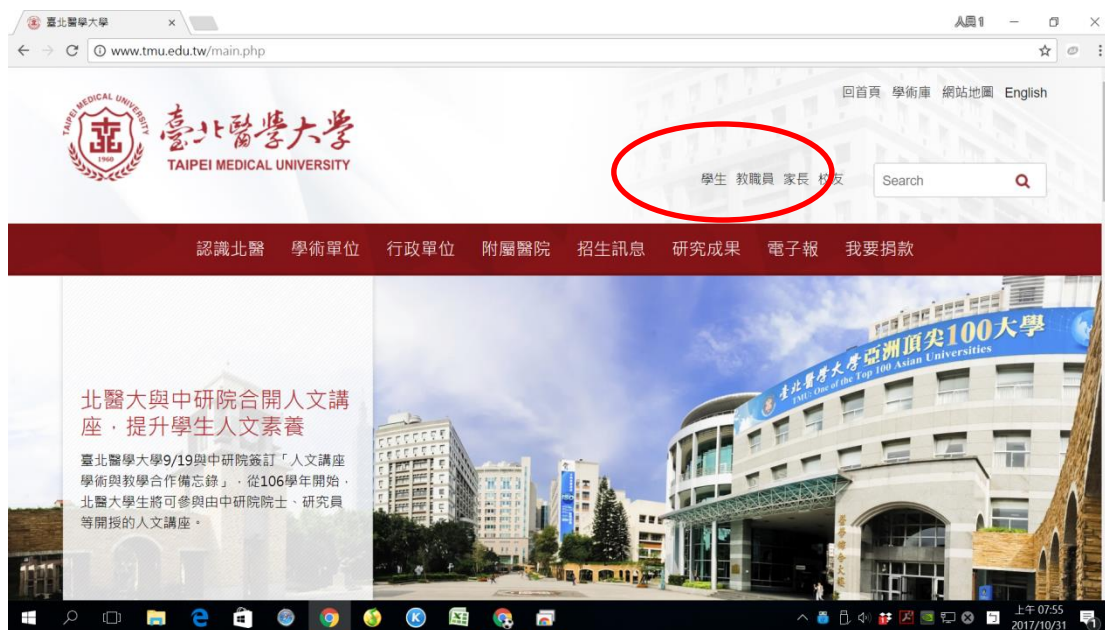 臺北醫學大學
www.tmu.edu.tw/main.php
回首頁 學術庫 網站地圖 English
TAIPEI MEDICAL UNIVERSITY
1960
臺北醫學大學
TAIPEI MEDICAL UNIVERSITY
學生 教職員 家長 校友
Search
認識北醫 學術單位 行政單位 附屬醫院 招生訊息 研究成果 電子報 我要捐款
臺北醫學大學 亞洲頂尖100大學
TMU: One of the Top 100 Asian Universities
北醫大與中研院合開人文講
座，提升學生人文素養
臺北醫學大學9/19與中研院簽訂「人文講座
學術與教學合作備忘錄」，從106學年開始，
北醫大學生將可參與由中研院院士、研究員
等開授的人文講座。
上午 07:55
2017/10/31